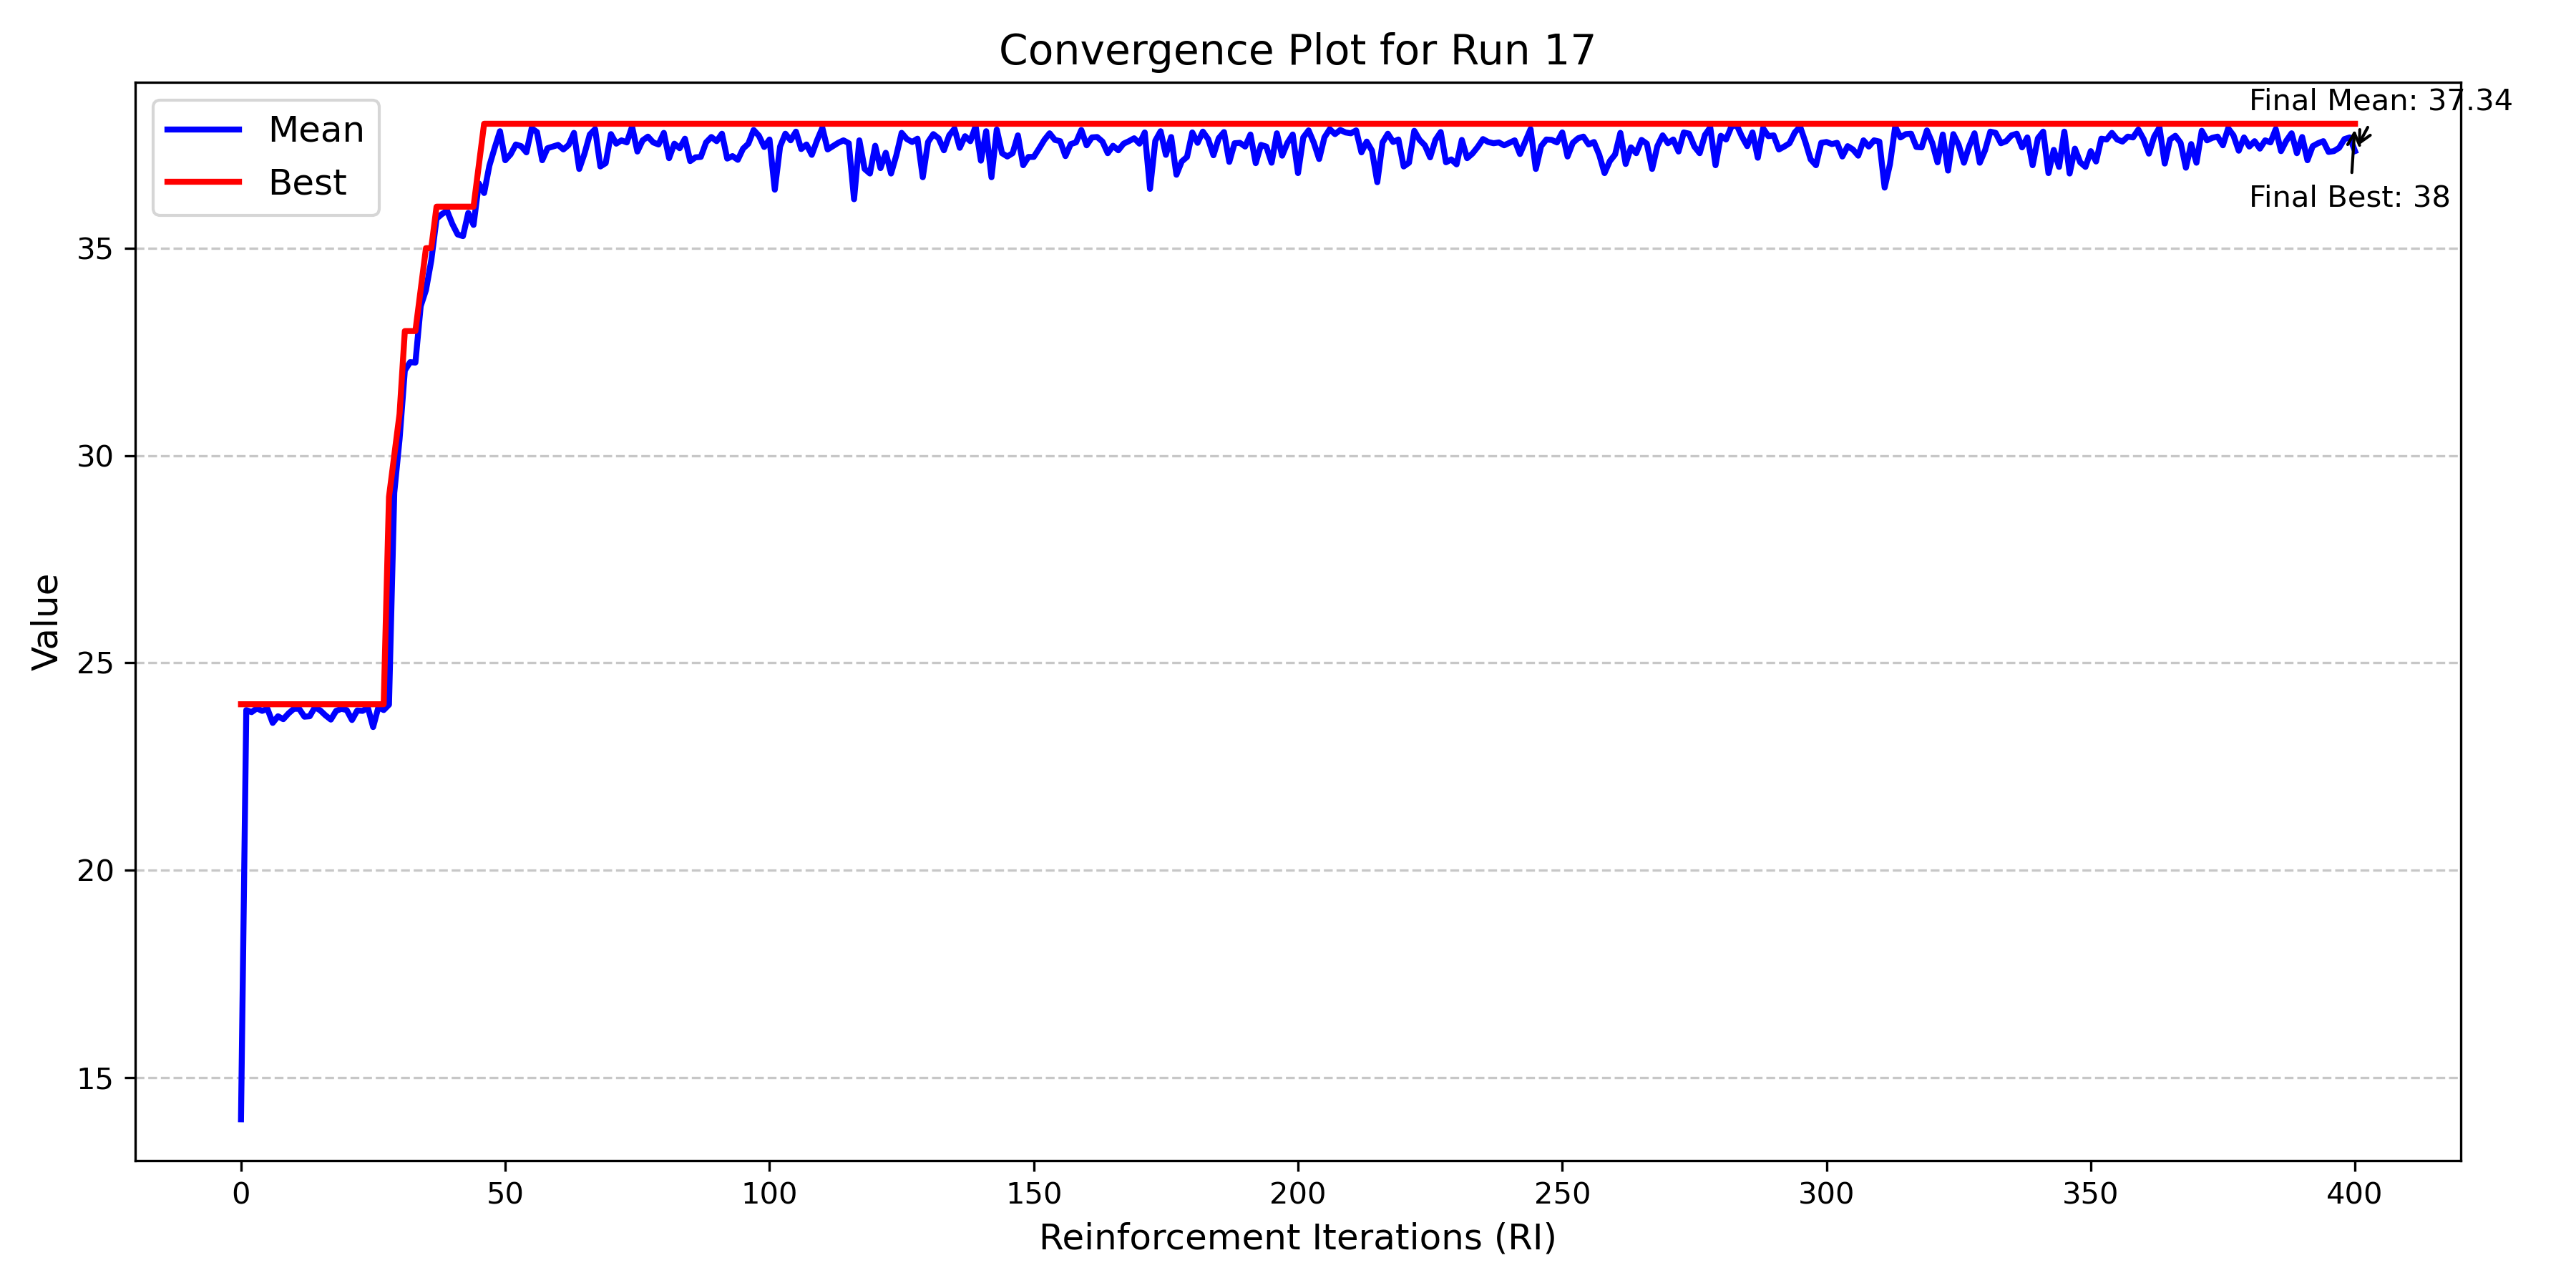 Convergence Plot for Run 17
Mean
Best
Final Mean: 37.34
Final Best: 38
Value
35
30
25
20
15
0
50
100
150
200
250
300
350
400
Reinforcement Iterations (RI)